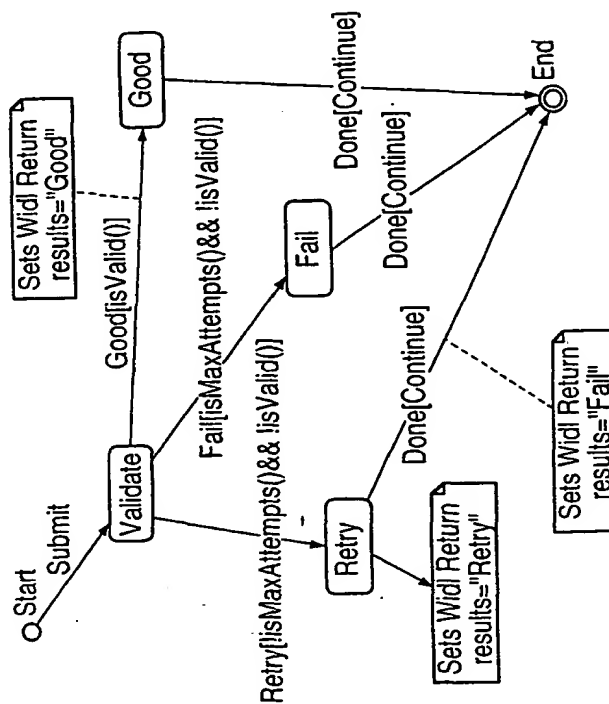 Start
Submit
Validate
Sets Widl Return
results="Good"
Good[isValid()]
Good
Fail[isMaxAttempts()&& !isValid()]
Fail
Retry[!isMaxAttempts()&& !isValid()]
Retry
Done[Continue]
Done[Continue]
Done[Continue]
Sets Widl Return
results="Retry"
Sets Widl Return
results="Fail"
End